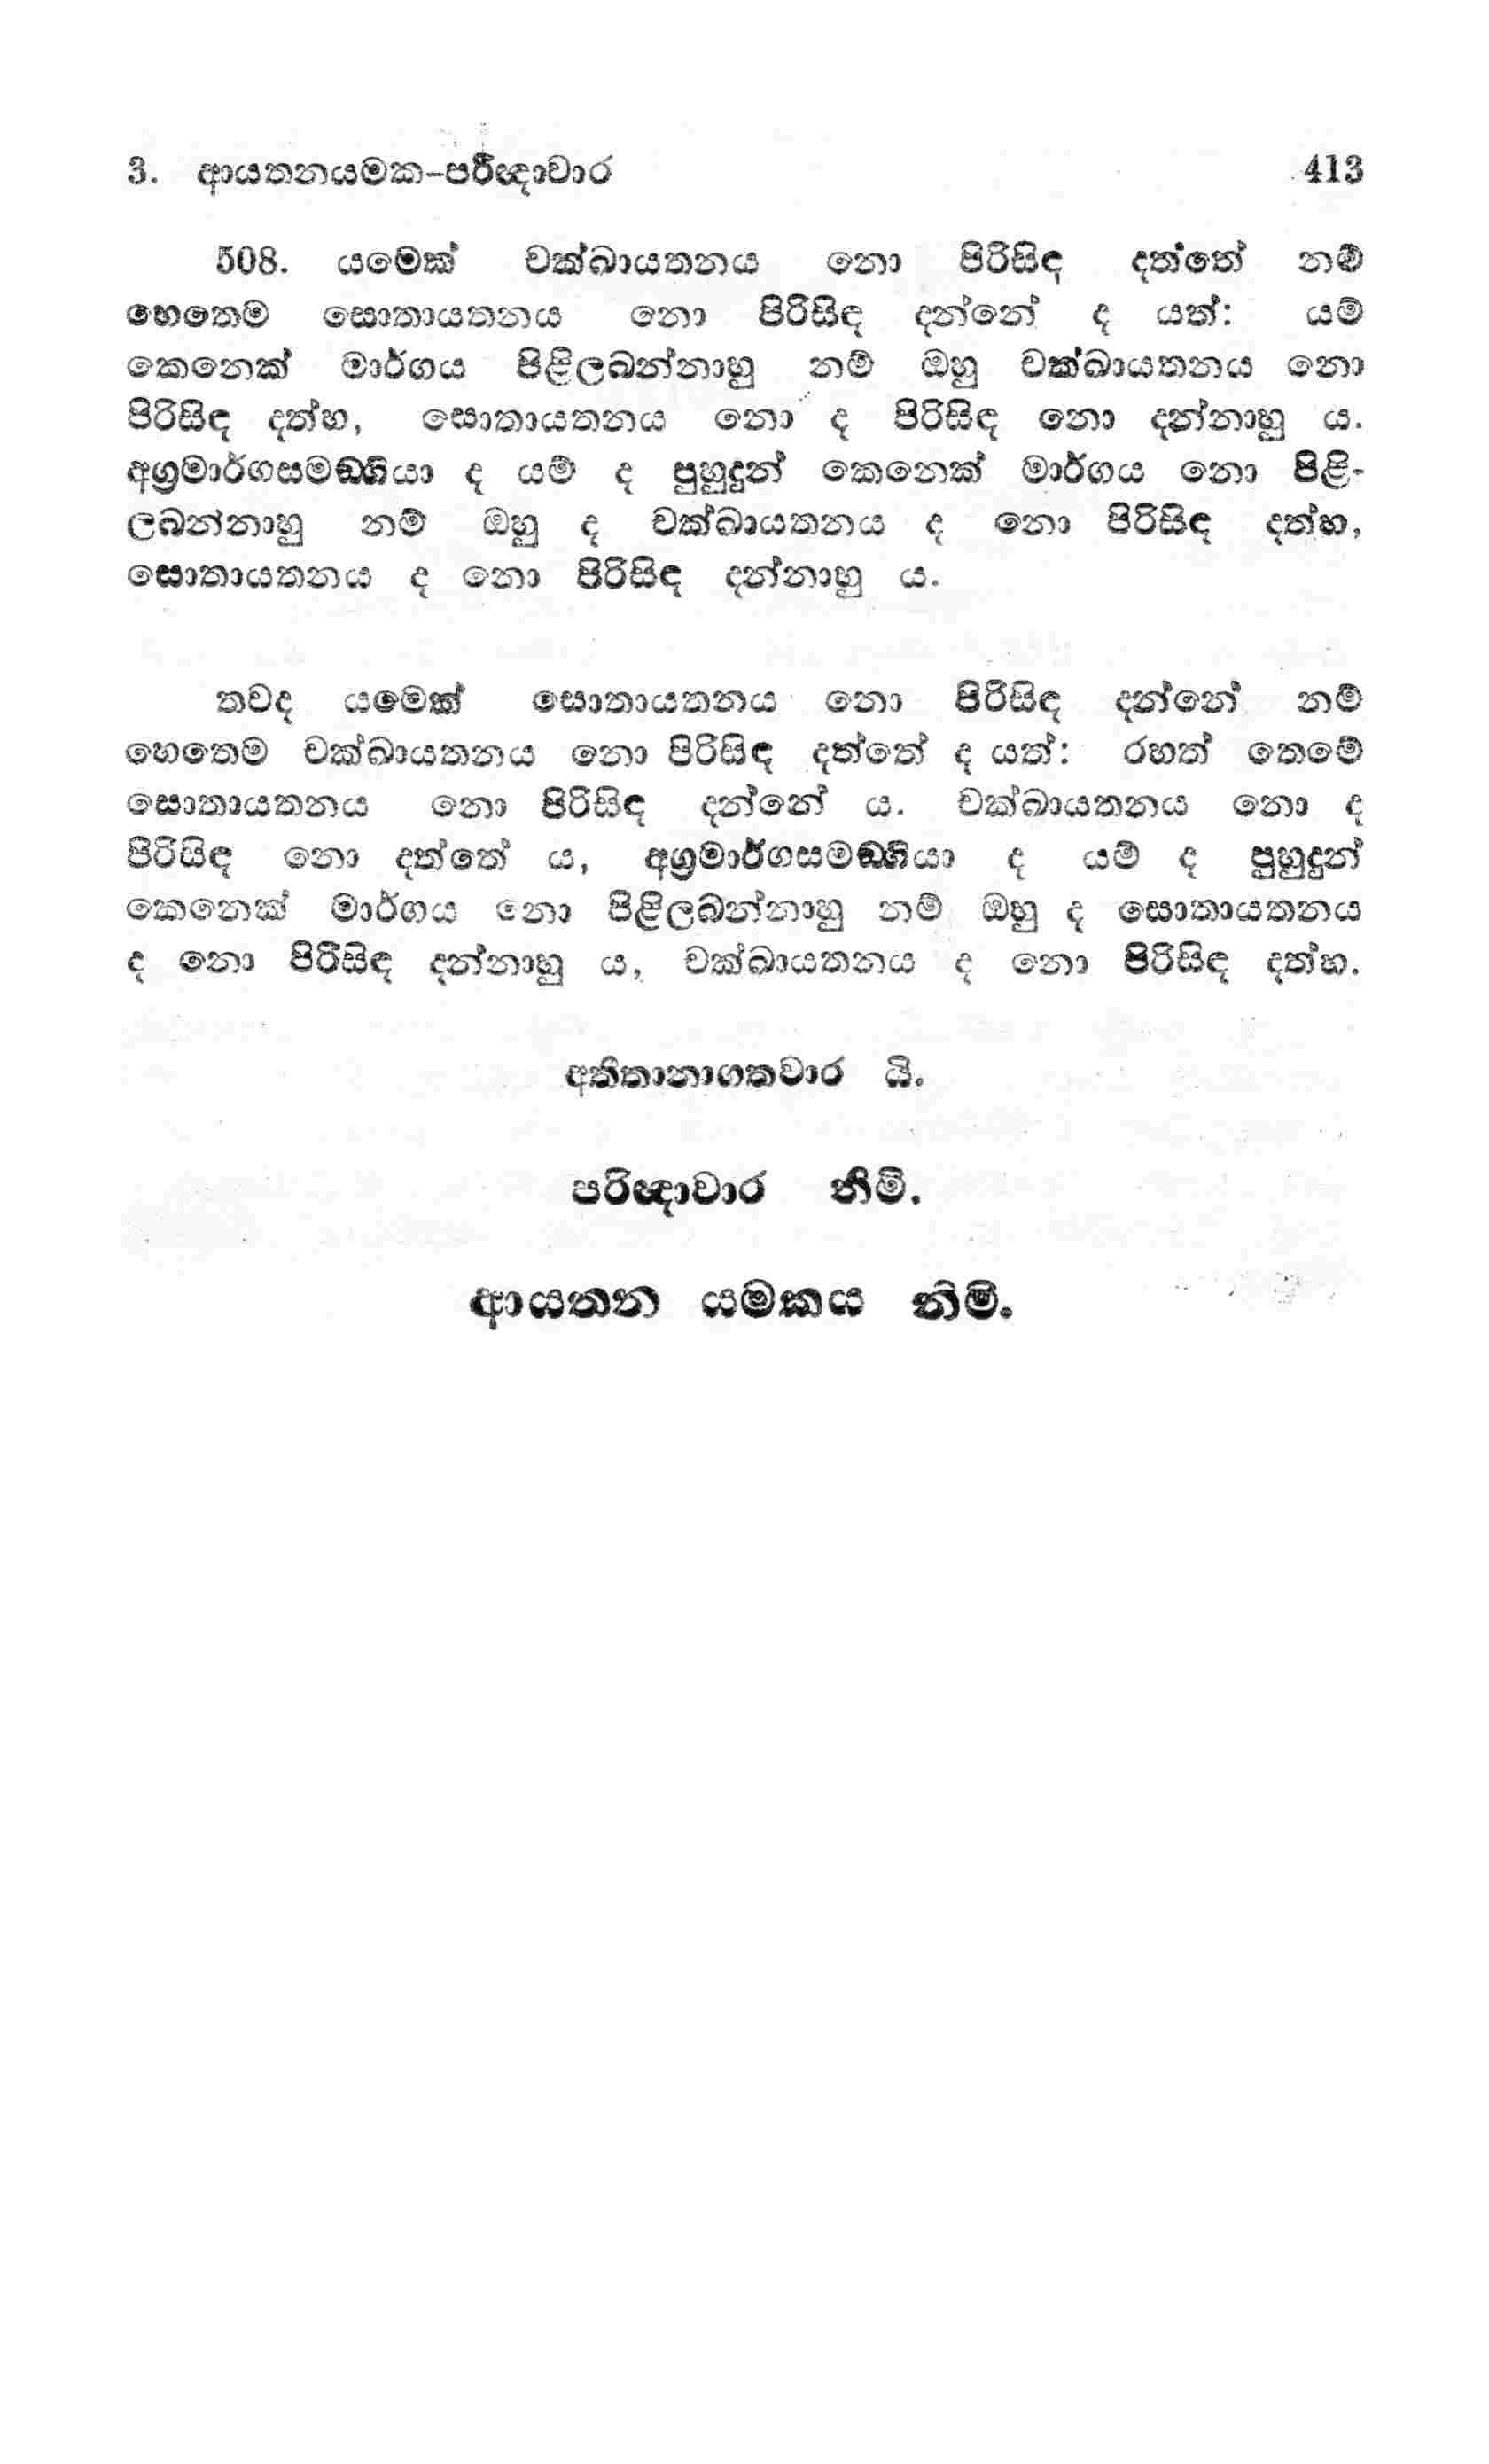 3. ආයතනයමක-පරිඥාවාර 413
508. යමෙක් චක්ඛායතනය නො පිරිසිඳ දත්තේ නම්
හෙතෙම සොතායතනය නො පිරිසිඳ දන්නේ ද යත්: යම්
කෙනෙක් මාර්ගය පිළිලබන්නාහු නම් ඔහු චක්ඛායතනය නො
පිරිසිඳ දත්හ, සොතායතනය නො ද පිරිසිඳ නො දන්නාහු ය.
අග්‍රමාර්ගසමඞ්ගියා ද යම් ද පුහුදුන් කෙනෙක් මාර්ගය නො පිළි-
ලබන්නාහු නම් ඔහු ද චක්ඛායතනය ද නො පිරිසිඳ දත්හ,
සොතායතනය ද නො පිරිසිඳ දන්නාහු ය.
තවද යමෙක් සොතායතනය නො පිරිසිඳ දන්නේ නම්
හෙතෙම චක්ඛායතනය නො පිරිසිඳ දත්තේ ද යත්: රහත් තෙමේ
සොතායතනය නො පිරිසිඳ දන්නේ ය. චක්ඛායතනය නො ද
පිරිසිඳ නො දත්තේ ය, අග්‍රමාර්ගසමඞ්ගියා ද යම් ද පුහුදුන්
කෙනෙක් මාර්ගය නො පිළිලබන්නාහු නම් ඔහු ද සොතායතනය
ද නො පිරිසිඳ දන්නාහු ය, චක්ඛායතනය ද නො පිරිසිඳ දත්හ.
අතීතානාගතවාර යි.
පරිඥාවාර නිමි.
ආයතන යමකය නිමි.